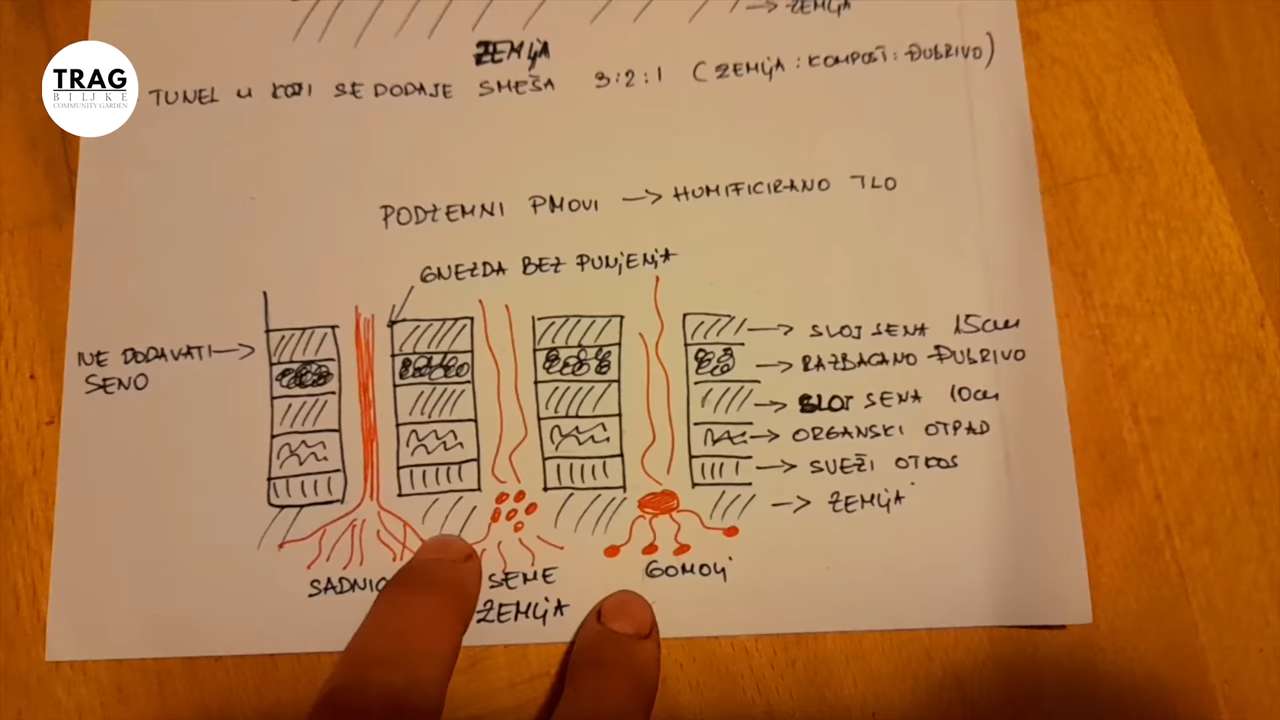 → ZEMLJA
ZEMLJA
TRAG
BILJKE
COMMUNITY GARDEN
TUNEL U KOJI SE DODAJE SMEŠA 3:2:1 (ZEMLJA : KOMPOST : ĐUBRIVO)
PODZEMNI PMOVI → HUMIFICIRANO TLO
GNEZDA BEZ PUNJENJA
NE DODAVATI →
SENO
→ SLOJ SENA 15cm
→ RAZBACANO ĐUBRIVO
→ SLOJ SENA 10cm
→ ORGANSKI OTPAD
→ SVEŽI OTKOS
→ ZEMLJA
SEME
GOMOLJ
ZEMLJA